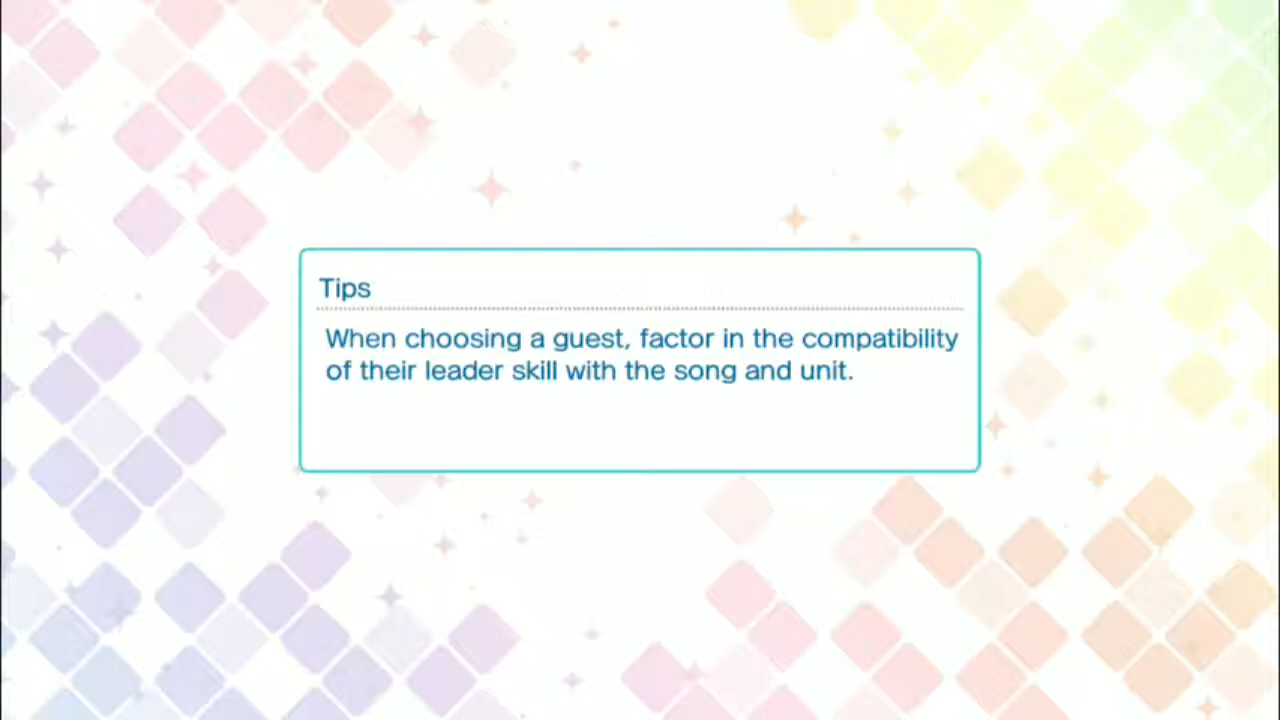 Tips
When choosing a guest, factor in the compatibility
of their leader skill with the song and unit.